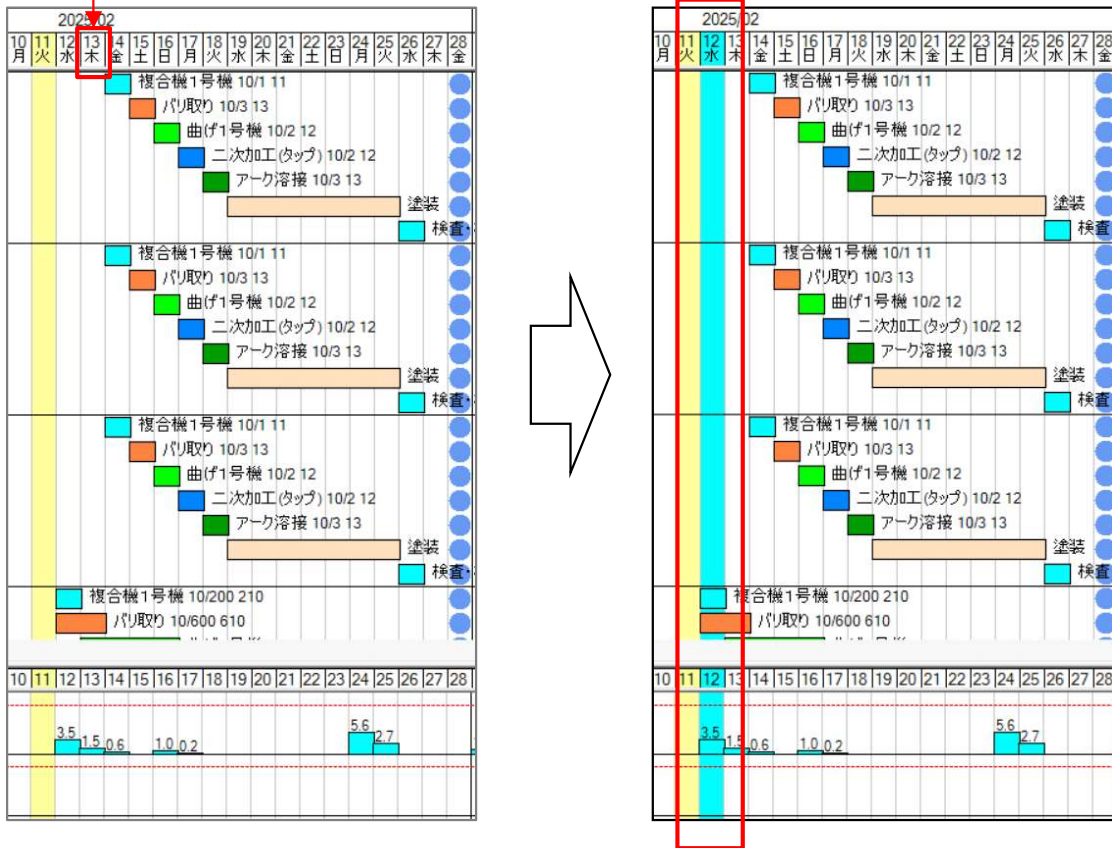 2025/02
10 11 12 13 14 15 16 17 18 19 20 21 22 23 24 25 26 27 28
月 火 水 木 金 土 日 月 火 水 木 金 土 日 月 火 水 木 金
複合機1号機 10/1 11
バリ取り 10/3 13
曲げ1号機 10/2 12
二次加工(タップ) 10/2 12
アーク溶接 10/3 13
塗装
検査・
複合機1号機 10/1 11
バリ取り 10/3 13
曲げ1号機 10/2 12
二次加工(タップ) 10/2 12
アーク溶接 10/3 13
塗装
検査・
複合機1号機 10/1 11
バリ取り 10/3 13
曲げ1号機 10/2 12
二次加工(タップ) 10/2 12
アーク溶接 10/3 13
塗装
検査・
複合機1号機 10/200 210
バリ取り 10/600 610
10 11 12 13 14 15 16 17 18 19 20 21 22 23 24 25 26 27 28
3.5 1.5 0.6 1.0 0.2 5.6 2.7
2025/02
10 11 12 13 14 15 16 17 18 19 20 21 22 23 24 25 26 27 28
月 火 水 木 金 土 日 月 火 水 木 金 土 日 月 火 水 木 金
複合機1号機 10/1 11
バリ取り 10/3 13
曲げ1号機 10/2 12
二次加工(タップ) 10/2 12
アーク溶接 10/3 13
塗装
検査
複合機1号機 10/1 11
バリ取り 10/3 13
曲げ1号機 10/2 12
二次加工(タップ) 10/2 12
アーク溶接 10/3 13
塗装
検査
複合機1号機 10/1 11
バリ取り 10/3 13
曲げ1号機 10/2 12
二次加工(タップ) 10/2 12
アーク溶接 10/3 13
塗装
検査
複合機1号機 10/200 210
バリ取り 10/600 610
10 11 12 13 14 15 16 17 18 19 20 21 22 23 24 25 26 27 28
3.5 1.5 0.6 1.0 0.2 5.6 2.7